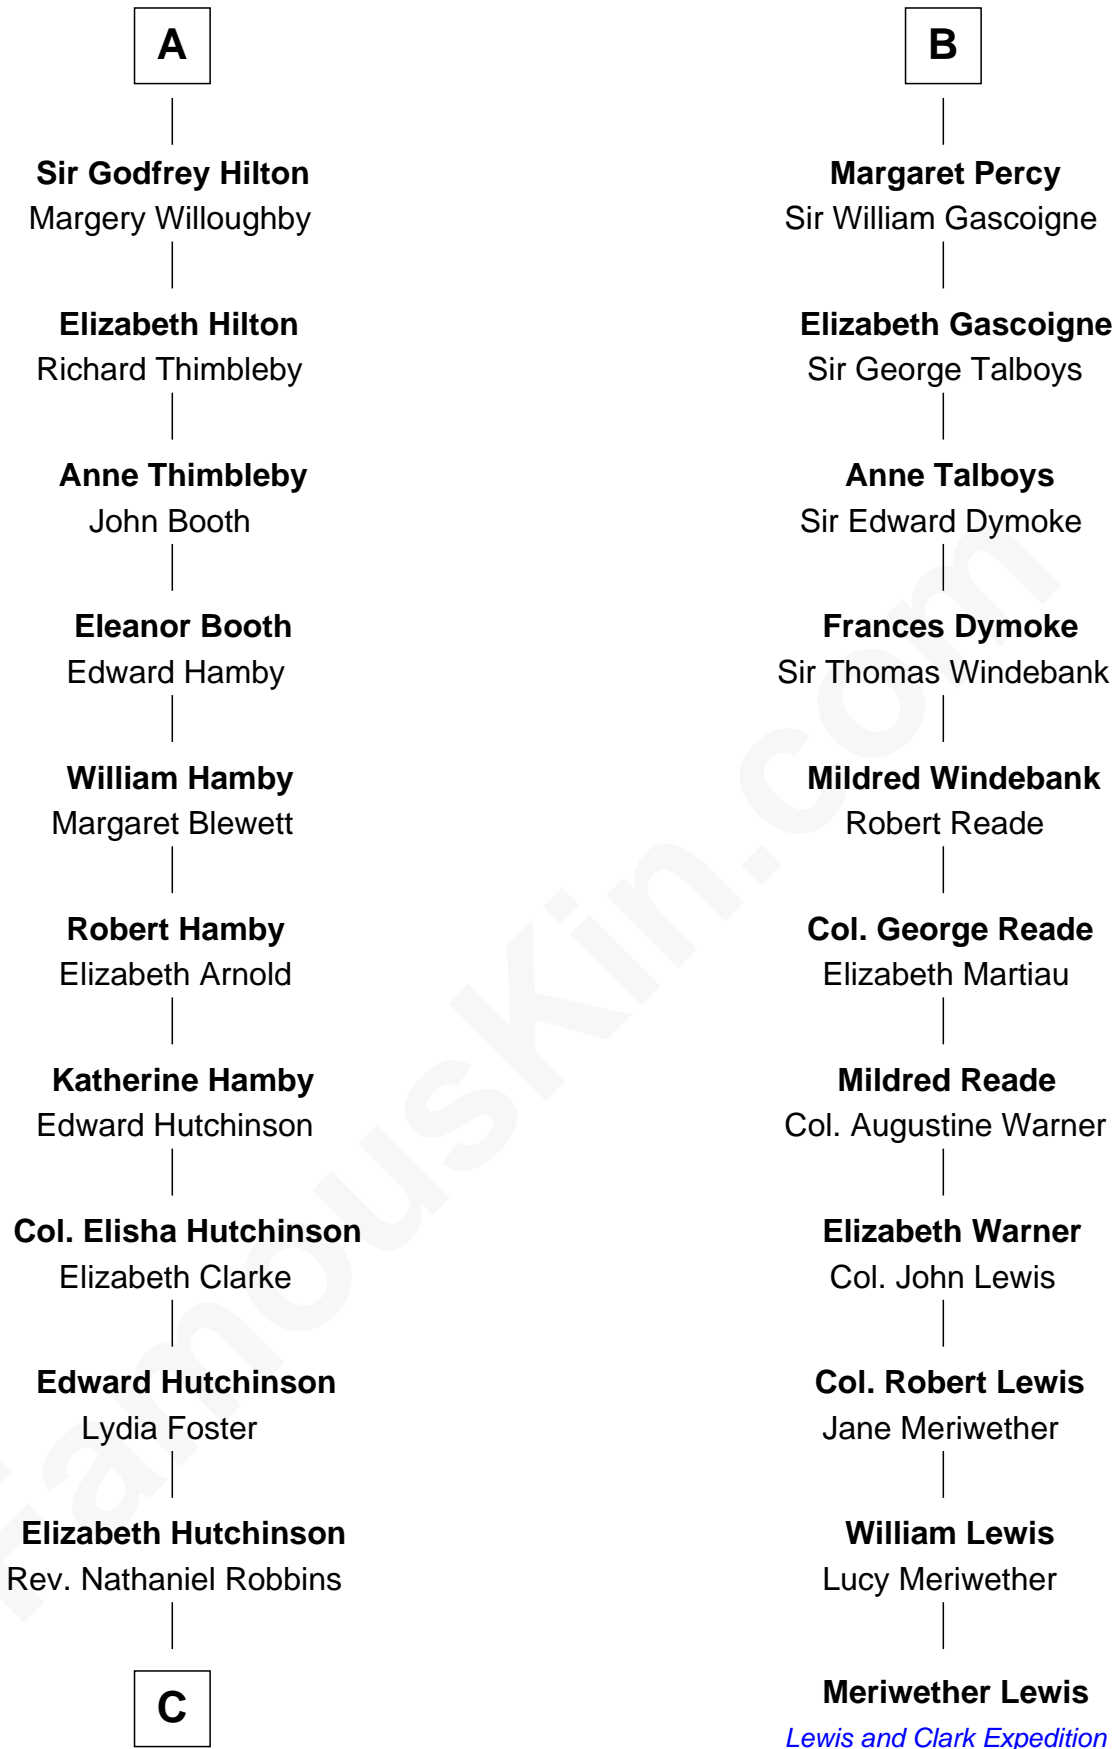 A
Sir Godfrey Hilton
Margery Willoughby
Elizabeth Hilton
Richard Thimbleby
Anne Thimbleby
John Booth
Eleanor Booth
Edward Hamby
William Hamby
Margaret Blewett
Robert Hamby
Elizabeth Arnold
Katherine Hamby
Edward Hutchinson
Col. Elisha Hutchinson
Elizabeth Clarke
Edward Hutchinson
Lydia Foster
Elizabeth Hutchinson
Rev. Nathaniel Robbins
C
B
Margaret Percy
Sir William Gascoigne
Elizabeth Gascoigne
Sir George Talboys
Anne Talboys
Sir Edward Dymoke
Frances Dymoke
Sir Thomas Windebank
Mildred Windebank
Robert Reade
Col. George Reade
Elizabeth Martiau
Mildred Reade
Col. Augustine Warner
Elizabeth Warner
Col. John Lewis
Col. Robert Lewis
Jane Meriwether
William Lewis
Lucy Meriwether
Meriwether Lewis
Lewis and Clark Expedition
FamousKin.com